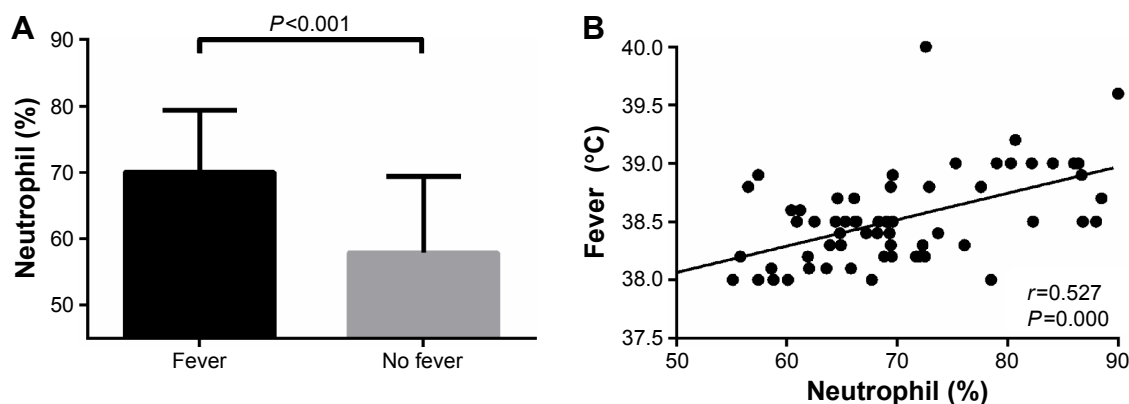 A
P<0.001
Neutrophil (%)
90
80
70
60
50
Fever
No fever
B
Fever (°C)
40.0
39.5
39.0
38.5
38.0
37.5
r=0.527
P=0.000
50
60
70
80
90
Neutrophil (%)